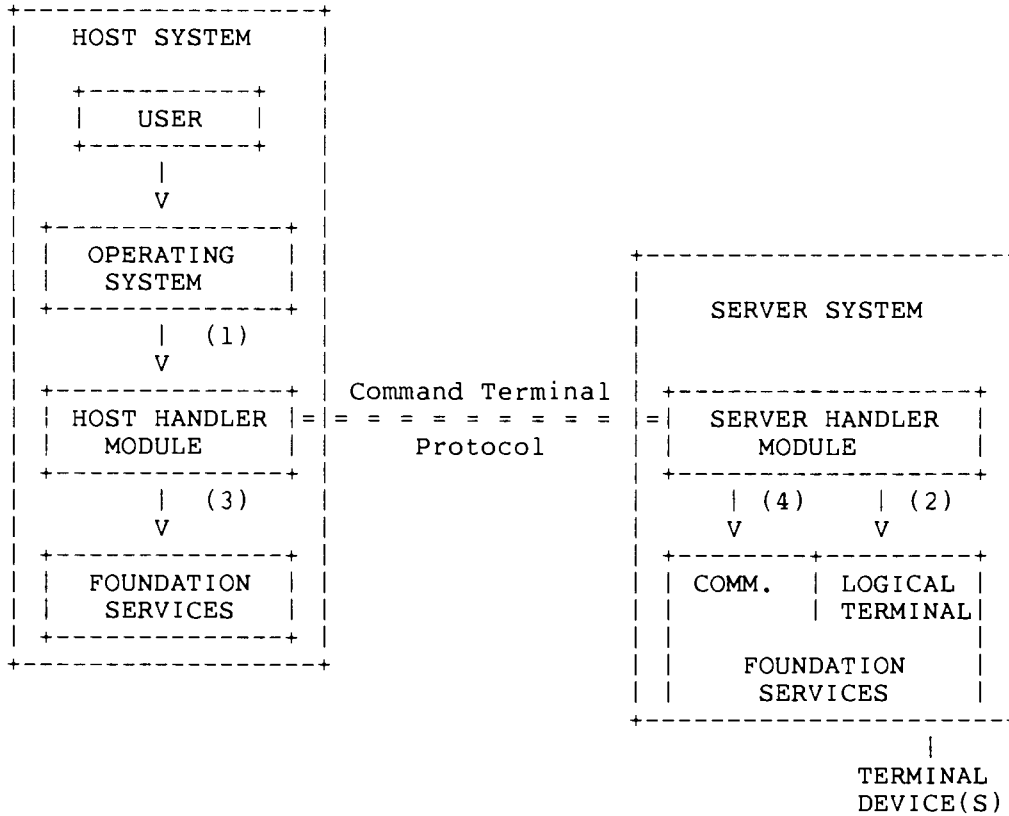 HOST SYSTEM
USER
OPERATING
SYSTEM
(1)
HOST HANDLER
MODULE
(3)
FOUNDATION
SERVICES
Command Terminal
Protocol
SERVER SYSTEM
SERVER HANDLER
MODULE
(4) (2)
COMM.
LOGICAL
TERMINAL
FOUNDATION
SERVICES
TERMINAL
DEVICE(S)